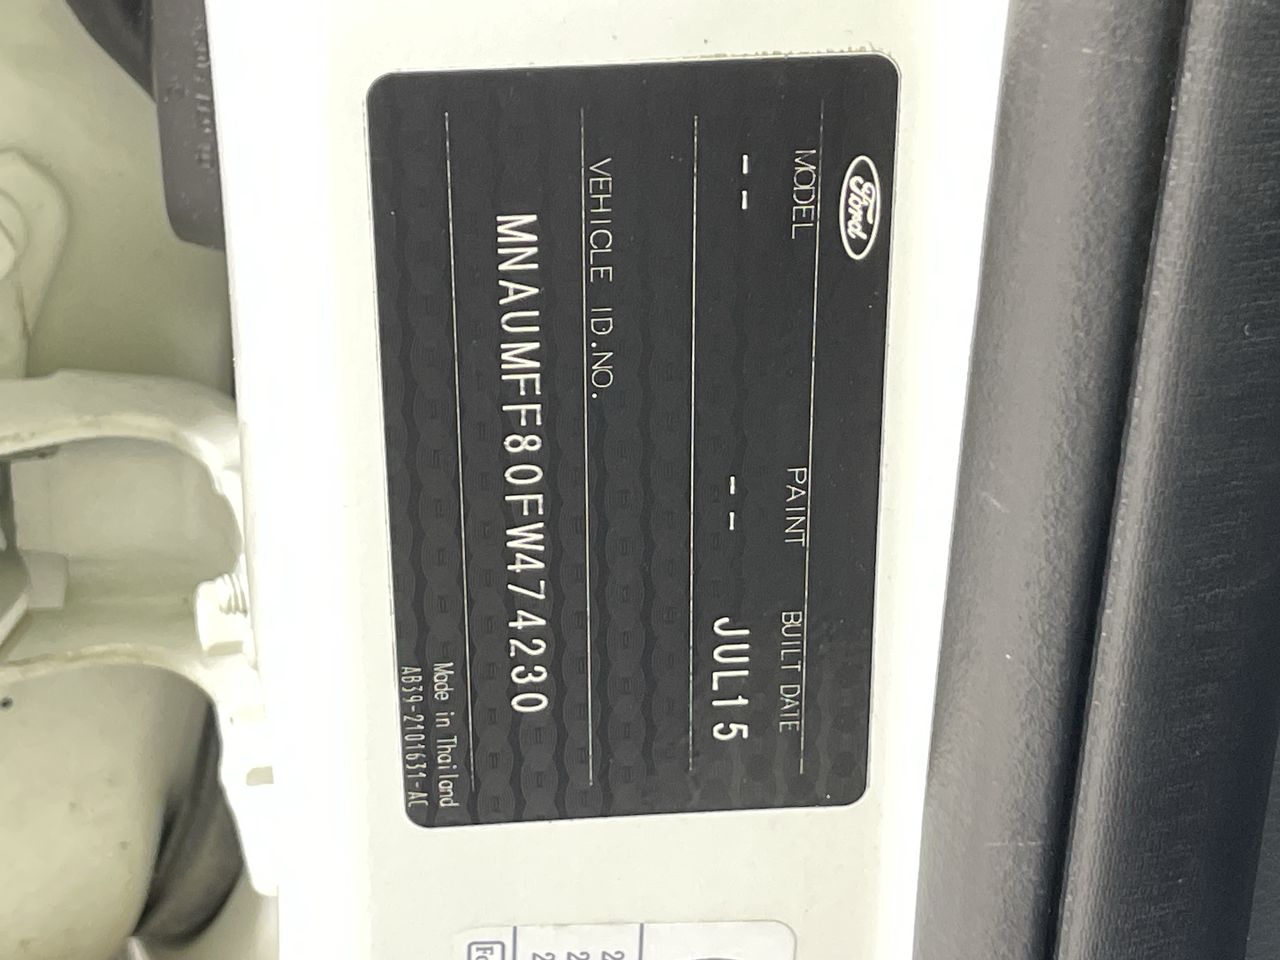 Ford
MODEL PAINT BUILT DATE
-- -- JUL15
VEHICLE ID.NO.
MNAUMFF80FW474230
Made in Thailand
AB39-2101631-AC